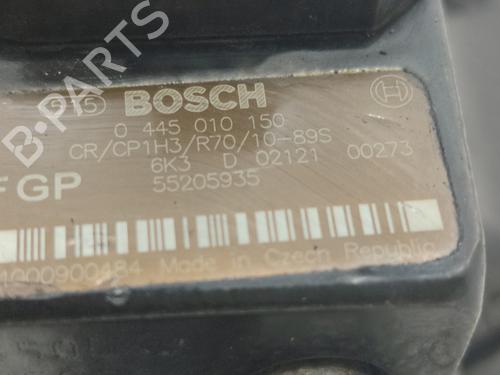 BOSCH
0 445 010 150
CR/CP1H3/R70/10-89S
6K3 D 02121 00273
FGP
55205935
4000900484 Made in Czech Republic